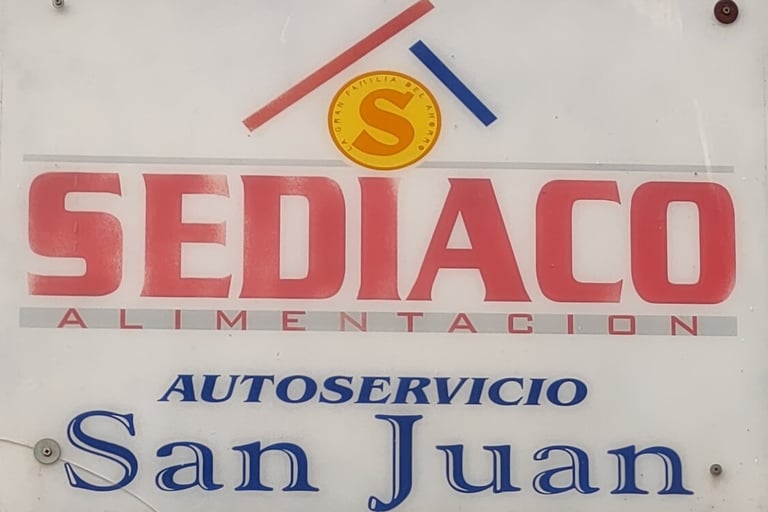 LA GRAN FAMILIA DEL AHORRO
S
SEDIACO
ALIMENTACION
AUTOSERVICIO
San Juan